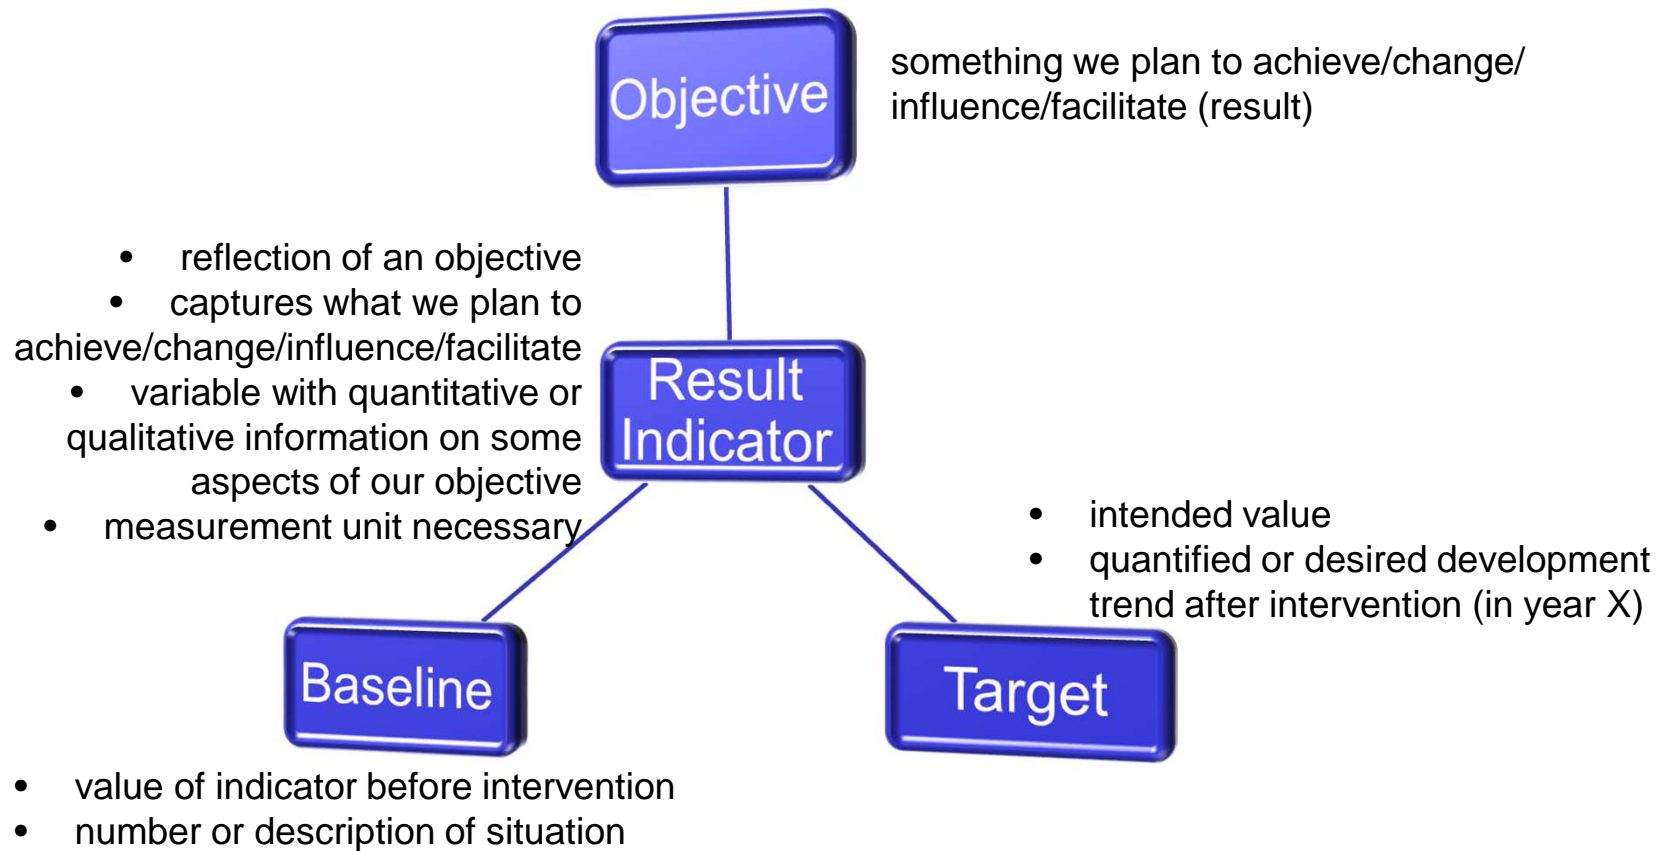 Objective
something we plan to achieve/change/
influence/facilitate (result)
• reflection of an objective
• captures what we plan to
achieve/change/influence/facilitate
• variable with quantitative or
qualitative information on some
aspects of our objective
• measurement unit necessary
Result
Indicator
• intended value
• quantified or desired development
trend after intervention (in year X)
Baseline
Target
• value of indicator before intervention
• number or description of situation